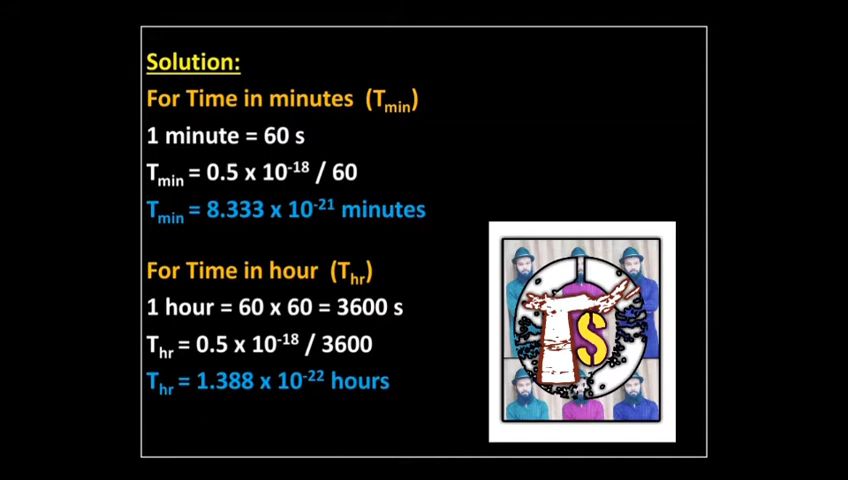 Solution:
For Time in minutes (Tmin)
1 minute = 60 s
Tmin = 0.5 x 10⁻¹⁸ / 60
Tmin = 8.333 x 10⁻²¹ minutes
For Time in hour (Thr)
1 hour = 60 x 60 = 3600 s
Thr = 0.5 x 10⁻¹⁸ / 3600
Thr = 1.388 x 10⁻²² hours
TS